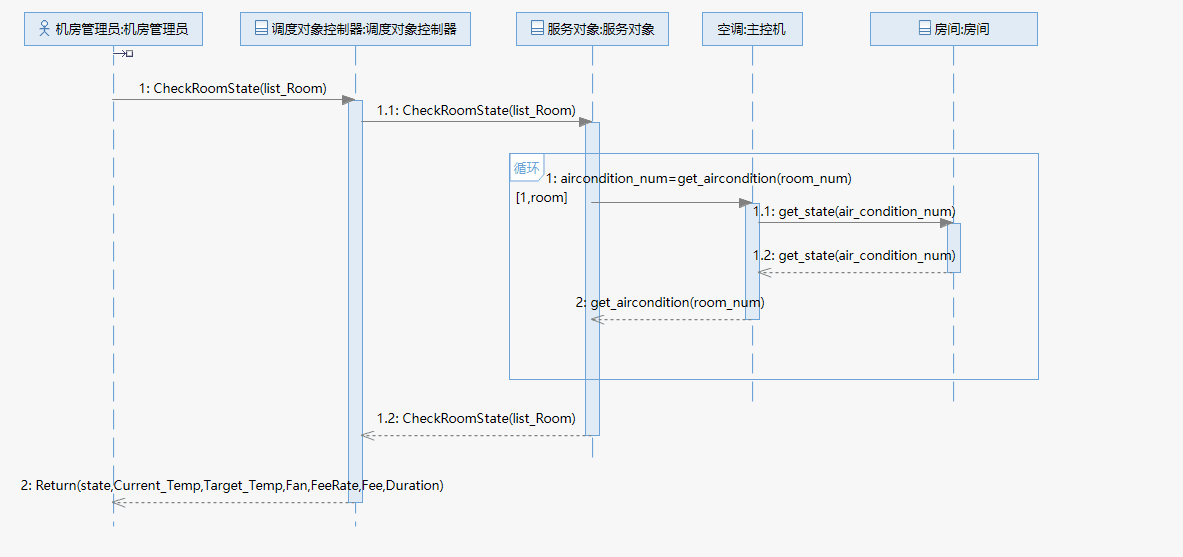 机房管理员:机房管理员
调度对象控制器:调度对象控制器
服务对象:服务对象
空调:主控机
房间:房间
1: CheckRoomState(list_Room)
1.1: CheckRoomState(list_Room)
循环
1: aircondition_num=get_aircondition(room_num)
[1,room]
1.1: get_state(air_condition_num)
1.2: get_state(air_condition_num)
2: get_aircondition(room_num)
1.2: CheckRoomState(list_Room)
2: Return(state,Current_Temp,Target_Temp,Fan,FeeRate,Fee,Duration)